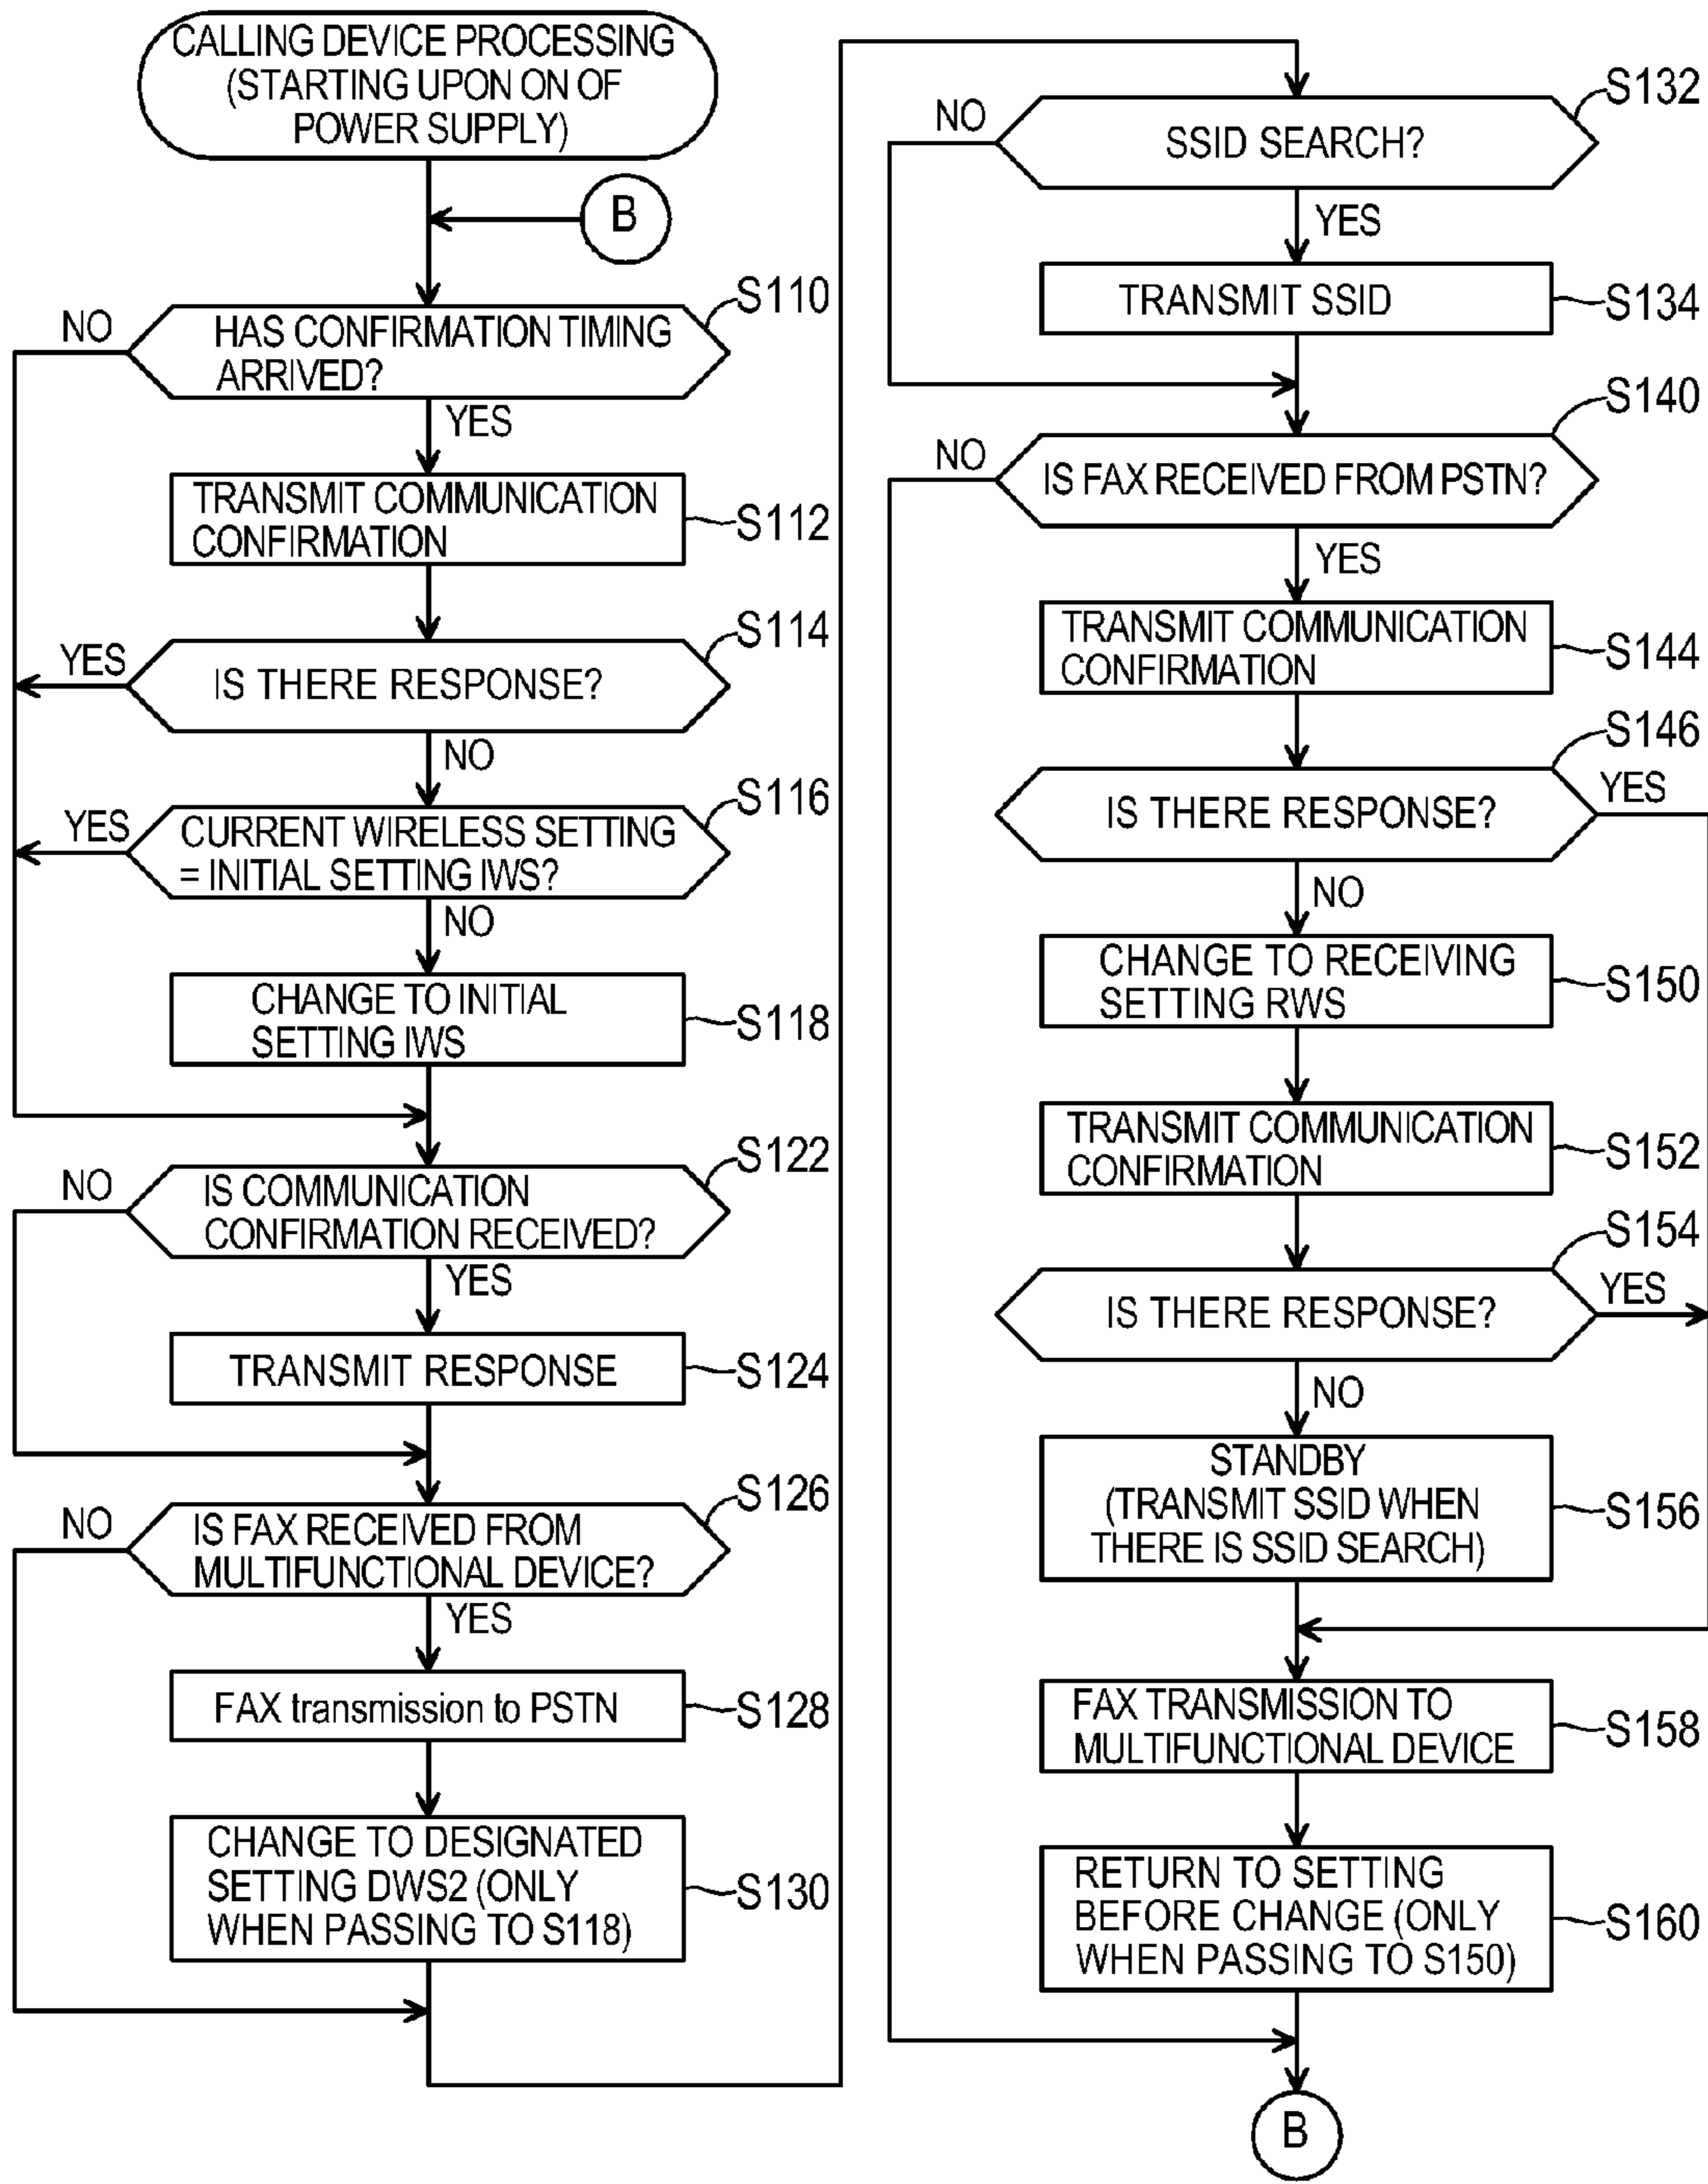 CALLING DEVICE PROCESSING
(STARTING UPON ON OF
POWER SUPPLY)
B
S110
NO
HAS CONFIRMATION TIMING
ARRIVED?
YES
TRANSMIT COMMUNICATION
CONFIRMATION
S112
S114
YES
IS THERE RESPONSE?
NO
S116
YES
CURRENT WIRELESS SETTING
= INITIAL SETTING IWS?
NO
CHANGE TO INITIAL
SETTING IWS
S118
S122
NO
IS COMMUNICATION
CONFIRMATION RECEIVED?
YES
TRANSMIT RESPONSE
S124
S126
NO
IS FAX RECEIVED FROM
MULTIFUNCTIONAL DEVICE?
YES
FAX transmission to PSTN
S128
CHANGE TO DESIGNATED
SETTING DWS2 (ONLY
WHEN PASSING TO S118)
S130
S132
NO
SSID SEARCH?
YES
TRANSMIT SSID
S134
S140
NO
IS FAX RECEIVED FROM PSTN?
YES
TRANSMIT COMMUNICATION
CONFIRMATION
S144
S146
YES
IS THERE RESPONSE?
NO
CHANGE TO RECEIVING
SETTING RWS
S150
TRANSMIT COMMUNICATION
CONFIRMATION
S152
S154
YES
IS THERE RESPONSE?
NO
STANDBY
(TRANSMIT SSID WHEN
THERE IS SSID SEARCH)
S156
FAX TRANSMISSION TO
MULTIFUNCTIONAL DEVICE
S158
RETURN TO SETTING
BEFORE CHANGE (ONLY
WHEN PASSING TO S150)
S160
B